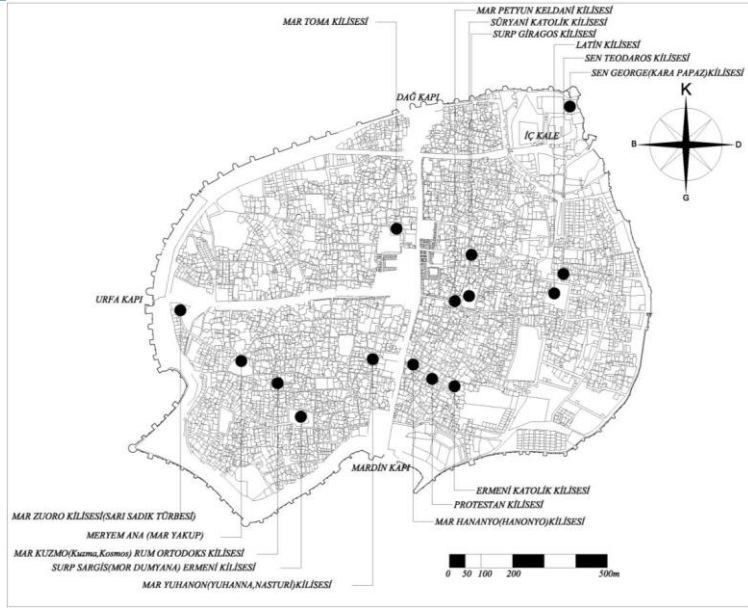 MAR PETYUN KELDANİ KİLİSESİ
MAR TOMA KİLİSESİ
SÜRYANİ KATOLİK KİLİSESİ
SURP GİRAGOS KİLİSESİ
LATİN KİLİSESİ
SEN TEODAROS KİLİSESİ
SEN GEORGE(KARA PAPAZ)KİLİSESİ
DAĞ KAPI
K
İÇ KALE
B
D
G
URFA KAPI
MARDİN KAPI
ERMENİ KATOLİK KİLİSESİ
PROTESTAN KİLİSESİ
MAR ZUORO KİLİSESİ(SARI SADIK TÜRBESİ)
MAR HANANYO(HANONYO)KİLİSESİ
MERYEM ANA (MAR YAKUP)
MAR KUZMO(Kuzma,Kosmos) RUM ORTODOKS KİLİSESİ
SURP SARGİS(MOR DUMYANA) ERMENİ KİLİSESİ
MAR YUHANON(YUHANNA,NASTURİ)KİLİSESİ
0 50 100 200 500m